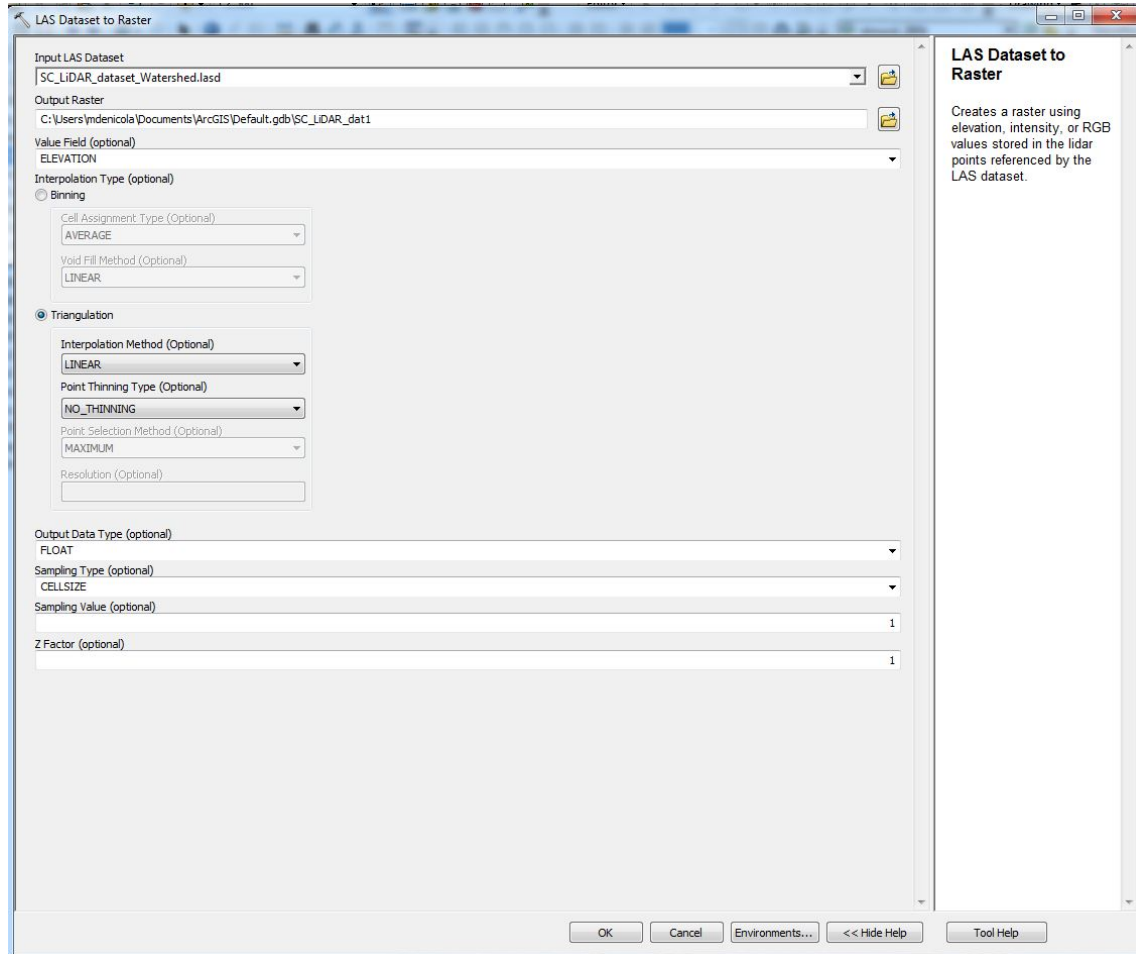 LAS Dataset to Raster
Input LAS Dataset
SC_LiDAR_dataset_Watershed.lasd
Output Raster
C:\Users\mdenicola\Documents\ArcGIS\Default.gdb\SC_LiDAR_dat1
Value Field (optional)
ELEVATION
Interpolation Type (optional)
Binning
Cell Assignment Type (Optional)
AVERAGE
Void Fill Method (Optional)
LINEAR
Triangulation
Interpolation Method (Optional)
LINEAR
Point Thinning Type (Optional)
NO_THINNING
Point Selection Method (Optional)
MAXIMUM
Resolution (Optional)
Output Data Type (optional)
FLOAT
Sampling Type (optional)
CELLSIZE
Sampling Value (optional)
1
Z Factor (optional)
1
LAS Dataset to
Raster
Creates a raster using
elevation, intensity, or RGB
values stored in the lidar
points referenced by the
LAS dataset.
OK Cancel Environments... << Hide Help Tool Help